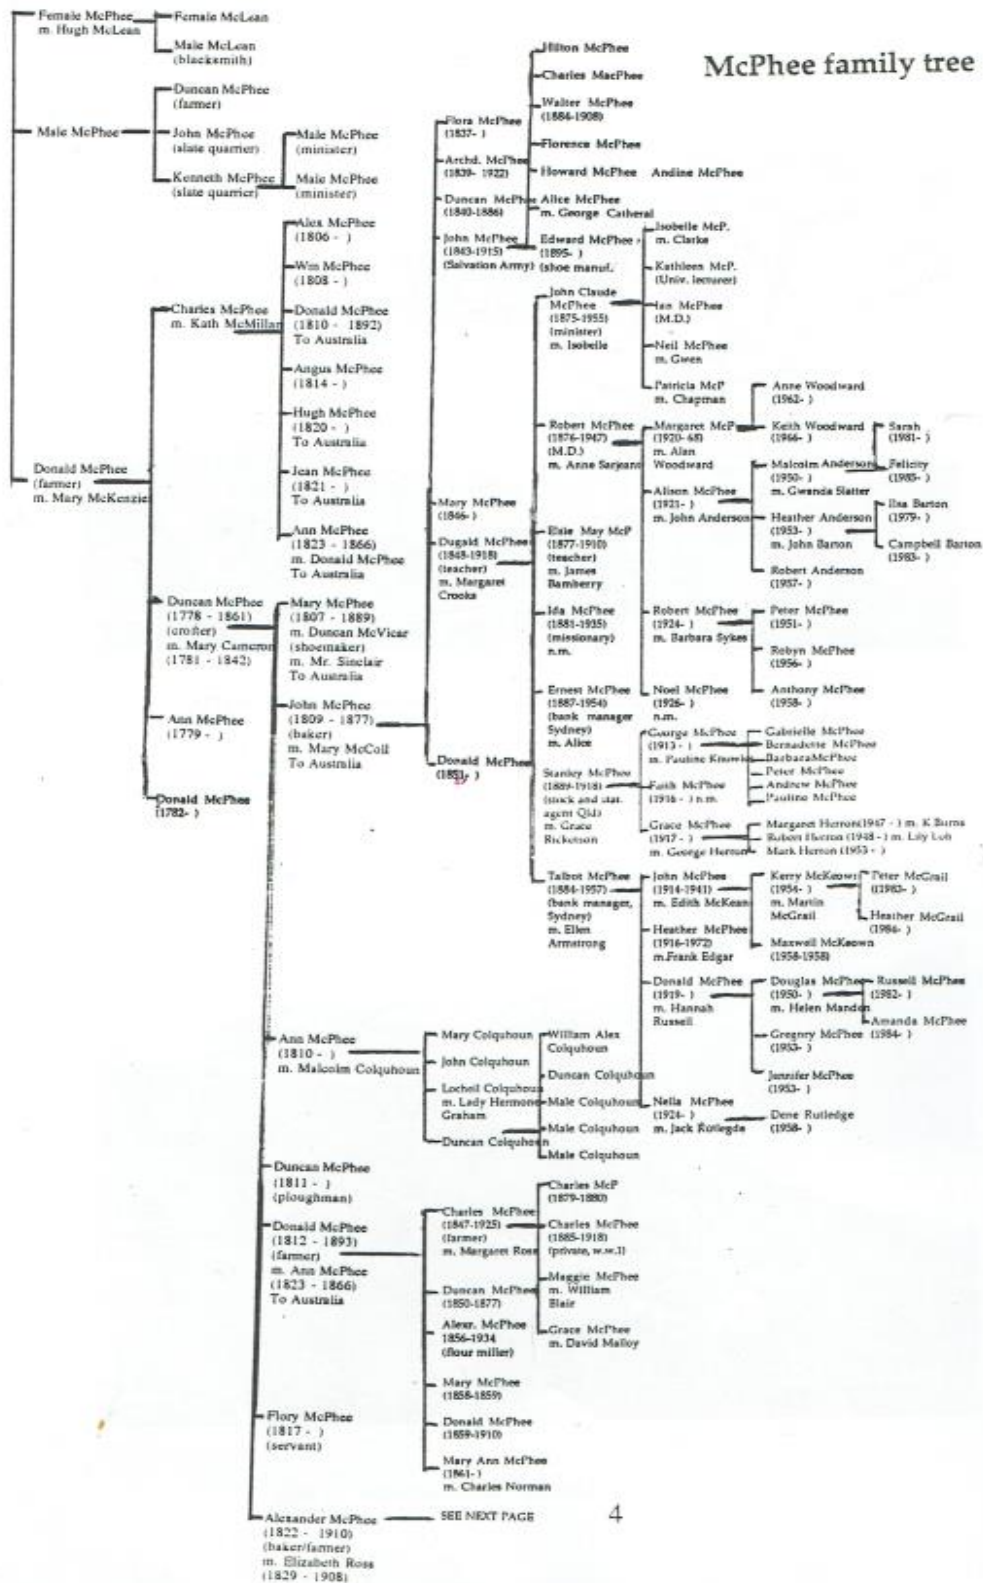 McPhee family tree
Female McPhee
m. Hugh McLean
Female McLean
Male McLean
(blacksmith)
Male McPhee
Duncan McPhee
(farmer)
John McPhee
(slate quarrier)
Kenneth McPhee
(slate quarrier)
Male McPhee
(minister)
Male McPhee
(minister)
Donald McPhee
(farmer)
m. Mary McKenzie
Charles McPhee
m. Kath McMillan
Alex McPhee
(1806 - )
Wm McPhee
(1808 - )
Donald McPhee
(1810 - 1892)
To Australia
Angus McPhee
(1814 - )
Hugh McPhee
(1820 - )
To Australia
Jean McPhee
(1821 - )
To Australia
Ann McPhee
(1823 - 1866)
m. Donald McPhee
To Australia
Duncan McPhee
(1778 - 1861)
(crofter)
m. Mary Cameron
(1781 - 1842)
Ann McPhee
(1779 - )
Donald McPhee
(1782- )
Mary McPhee
(1807 - 1889)
m. Duncan McVicar
(shoemaker)
m. Mr. Sinclair
To Australia
John McPhee
(1809 - 1877)
(baker)
m. Mary McColl
To Australia
Ann McPhee
(1810 - )
m. Malcolm Colquhoun
Duncan McPhee
(1811 - )
(ploughman)
Donald McPhee
(1812 - 1893)
(farmer)
m. Ann McPhee
(1823 - 1866)
To Australia
Flory McPhee
(1817 - )
(servant)
Alexander McPhee
(1822 - 1910)
(baker/farmer)
m. Elizabeth Ross
(1829 - 1908)
SEE NEXT PAGE
4
Flora McPhee
(1837- )
Archd. McPhee
(1839- 1922)
Duncan McPhee
(1840-1886)
John McPhee
(1843-1915)
(Salvation Army)
Mary McPhee
(1846- )
Dugald McPhee
(1848-1918)
(teacher)
m. Margaret
Crooks
Donald McPhee
Hilton McPhee
Charles MacPhee
Walter McPhee
(1884-1908)
Florence McPhee
Howard McPhee Andine McPhee
Alice McPhee
m. George Catheral
Edward McPhee
(1895- )
(shoe manuf.
John Claude
McPhee
(1875-1955)
(minister)
m. Isobelle
Robert McPhee
(1876-1947)
(M.D.)
m. Anne Sarjeant
Elsie May McP
(1877-1910)
(teacher)
m. James
Bamberry
Ida McPhee
(1881-1935)
(missionary)
n.m.
Ernest McPhee
(1887-1954)
(bank manager
Sydney)
m. Alice
Stanley McPhee
(1889-1918)
(stock and stat.
agent Qld)
m. Grace
Ricketson
Talbot McPhee
(1884-1957)
(bank manager,
Sydney)
m. Ellen
Armstrong
Isobelle McP.
m. Clarke
Kathleen McP.
(Univ. lecturer)
Ian McPhee
(M.D.)
Neil McPhee
m. Gwen
Patricia McP
m. Chapman
Margaret McP
(1920- 68)
m. Alan
Woodward
Alison McPhee
(1921- )
m. John Anderson
Robert McPhee
(1924- )
m. Barbara Sykes
Noel McPhee
(1926- )
n.m.
Anne Woodward
(1962- )
Keith Woodward
(1966- )
Malcolm Anderson
(1950- )
m. Gwenda Slatter
Heather Anderson
(1953- )
m. John Barton
Robert Anderson
(1957- )
Sarah
(1981- )
Felicity
(1985- )
Ilsa Barton
(1979- )
Campbell Barton
(1983- )
Peter McPhee
(1951- )
Robyn McPhee
(1956- )
Anthony McPhee
(1958- )
George McPhee
(1913 - )
m. Pauline Knowles
Faith McPhee
(1916 - ) n.m.
Grace McPhee
(1917 - )
m. George Herron
Gabrielle McPhee
Bernadette McPhee
BarbaraMcPhee
Peter McPhee
Andrew McPhee
Pauline McPhee
Margaret Herron(1947 - ) m. K Burns
Robert Herron (1948 - ) m. Lily Loh
Mark Herron (1953 - )
John McPhee
(1914-1941)
m. Edith McKean
Heather McPhee
(1916-1972)
m.Frank Edgar
Donald McPhee
(1919- )
m. Hannah
Russell
Nella McPhee
(1924- )
m. Jack Rutlegde
Kerry McKeown
(1954- )
m. Martin
McGrail
Maxwell McKeown
(1958-1958)
Peter McGrail
(1983- )
Heather McGrail
(1984- )
Douglas McPhee
(1950- )
m. Helen Manden
Gregory McPhee
(1953- )
Jennifer McPhee
(1953- )
Russell McPhee
(1982- )
Amanda McPhee
(1984- )
Dene Rutledge
(1958- )
Mary Colquhoun
John Colquhoun
Locheil Colquhoun
m. Lady Hermone
Graham
Duncan Colquhoun
William Alex
Colquhoun
Duncan Colquhoun
Male Colquhoun
Male Colquhoun
Male Colquhoun
Charles McPhee
(1847-1925)
(farmer)
m. Margaret Ross
Duncan McPhee
(1850-1877)
Alexr. McPhee
1856-1934
(flour miller)
Mary McPhee
(1858-1859)
Donald McPhee
(1859-1910)
Mary Ann McPhee
(1861- )
m. Charles Norman
Charles McP
(1879-1880)
Charles McPhee
(1885-1918)
(private, w.w.1)
Maggie McPhee
m. William
Blair
Grace McPhee
m. David Malloy